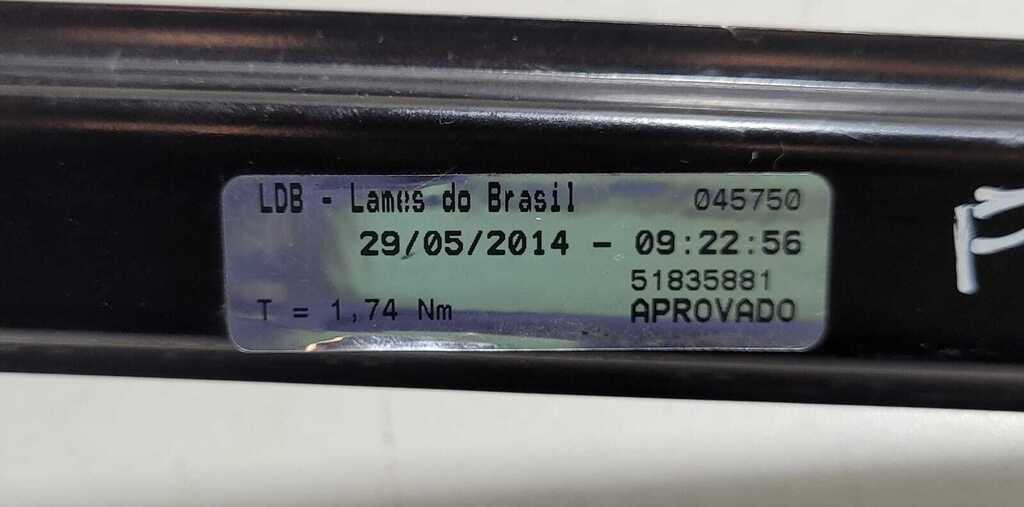 LDB - Lames do Brasil 045750
29/05/2014 - 09:22:56
51835881
T = 1,74 Nm APROVADO